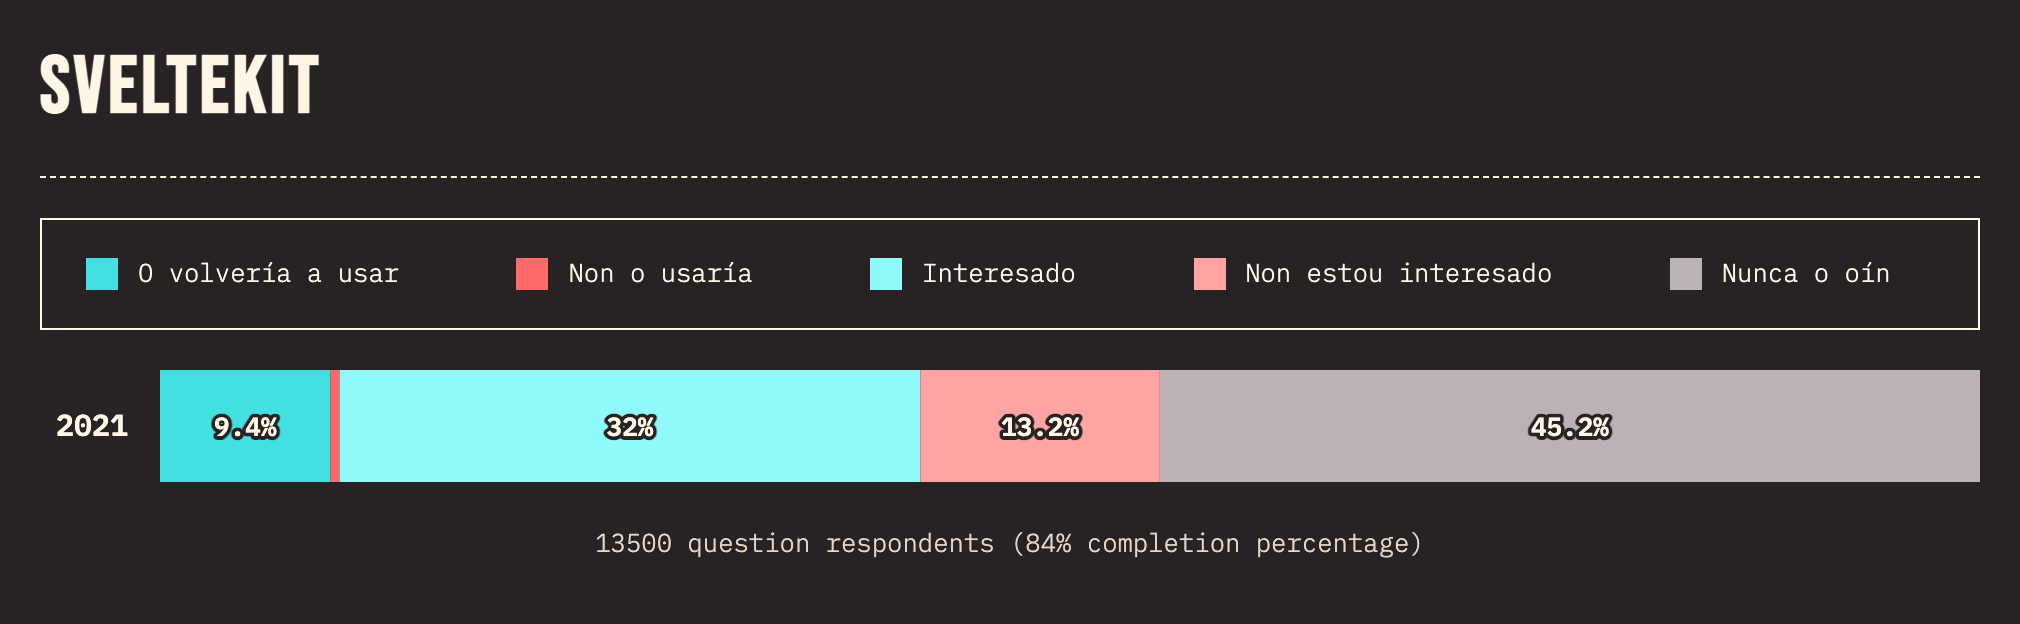 SVELTEKIT
O volvería a usar Non o usaría Interesado Non estou interesado Nunca o oín
2021 9.4% 32% 13.2% 45.2%
13500 question respondents (84% completion percentage)